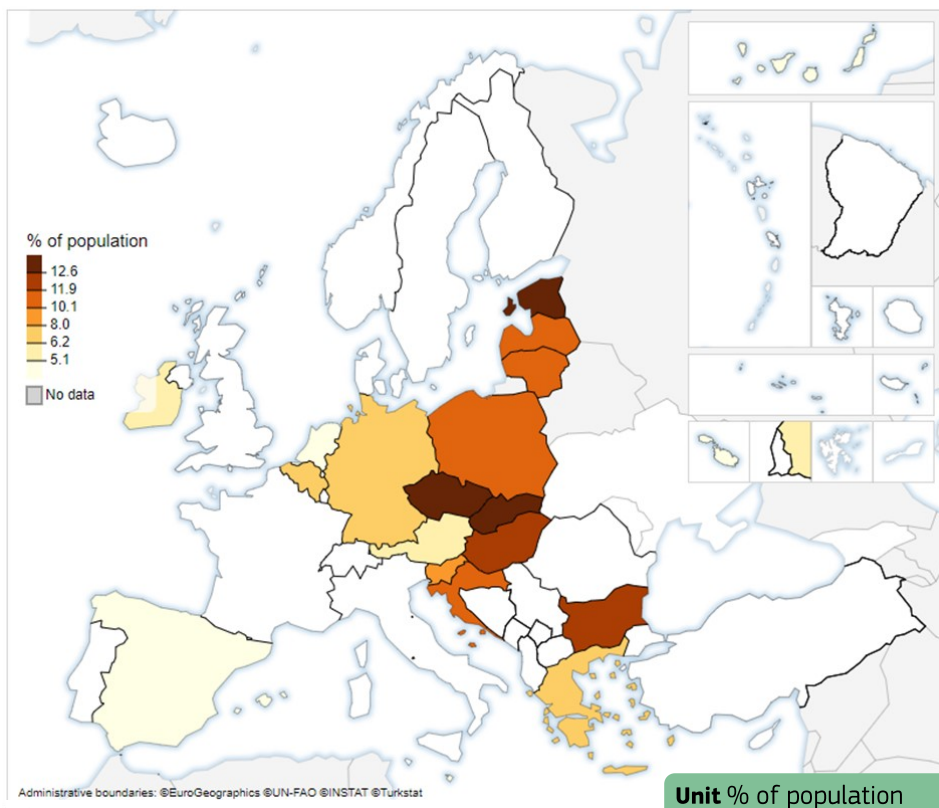 % of population
12.6
11.9
10.1
8.0
6.2
5.1
No data
Administrative boundaries: ©EuroGeographics ©UN-FAO ©INSTAT ©Turkstat
Unit % of population